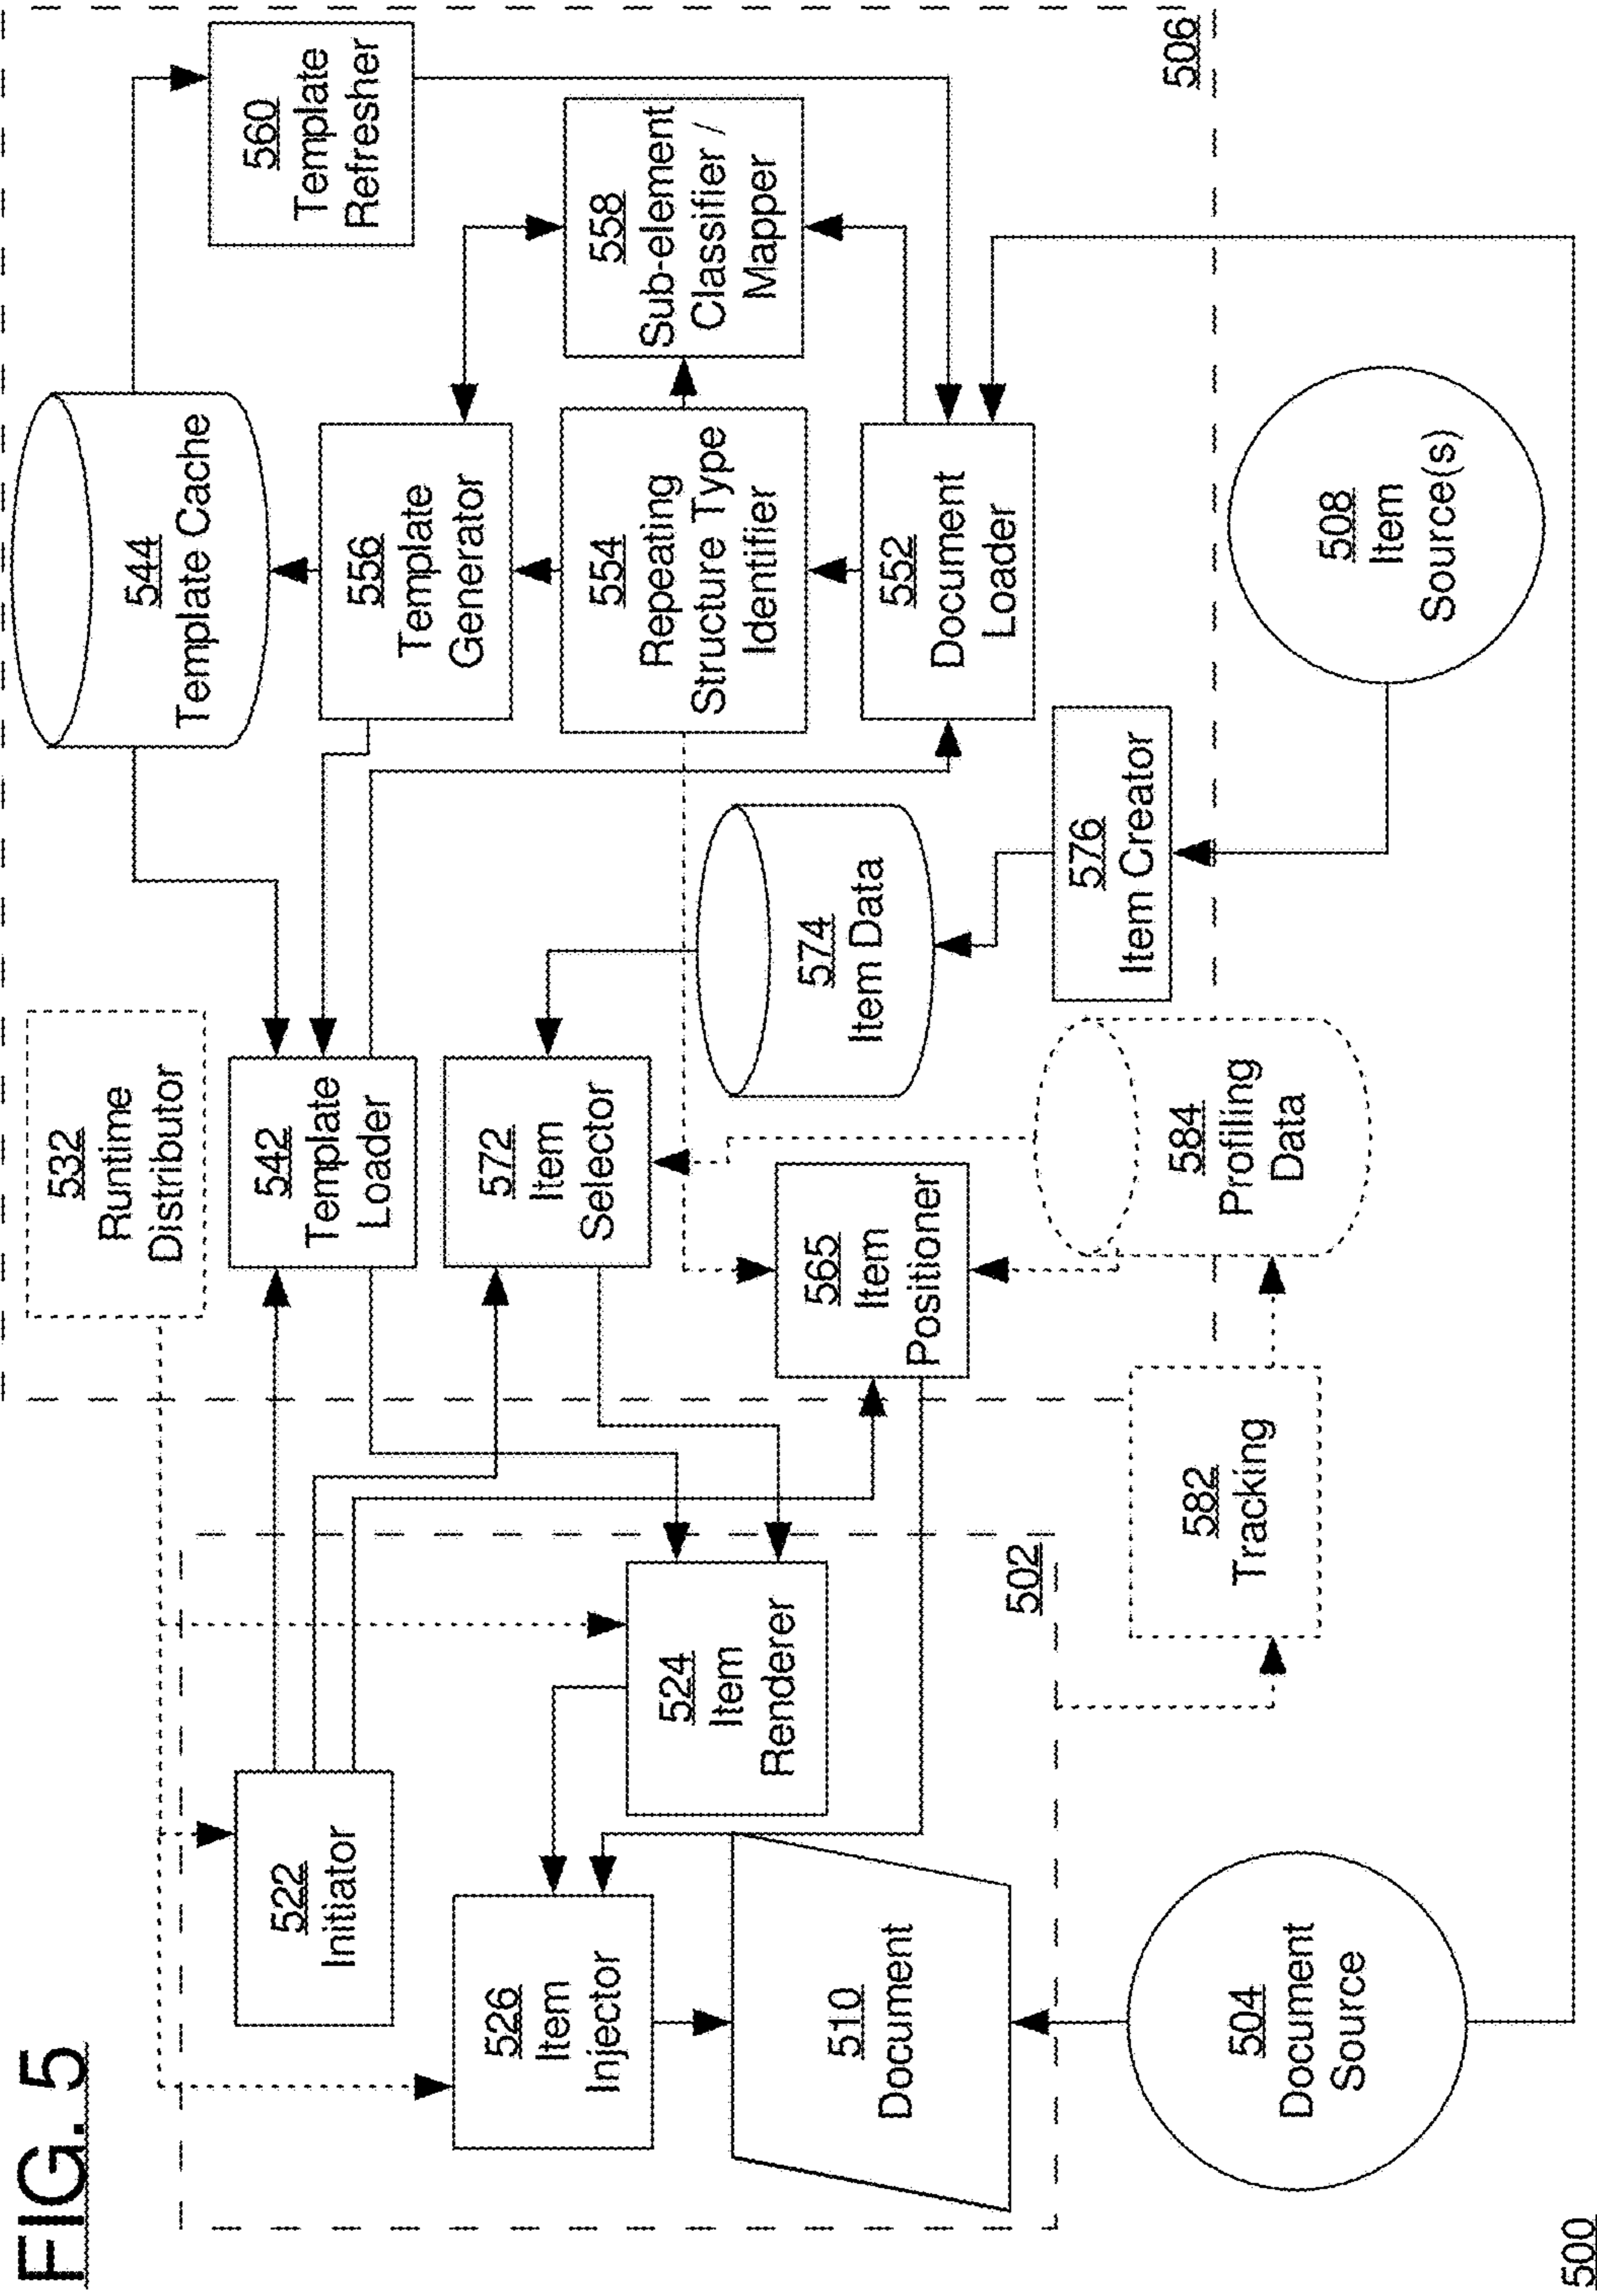 FIG. 5
532
Runtime
Distributor
544
Template Cache
560
Template
Refresher
522
Initiator
542
Template
Loader
556
Template
Generator
526
Item
Injector
524
Item
Renderer
572
Item
Selector
554
Repeating
Structure Type
Identifier
558
Sub-element
Classifier /
Mapper
510
Document
565
Item
Positioner
574
Item Data
552
Document
Loader
502
576
Item Creator
506
504
Document
Source
582
Tracking
584
Profiling
Data
508
Item
Source(s)
500